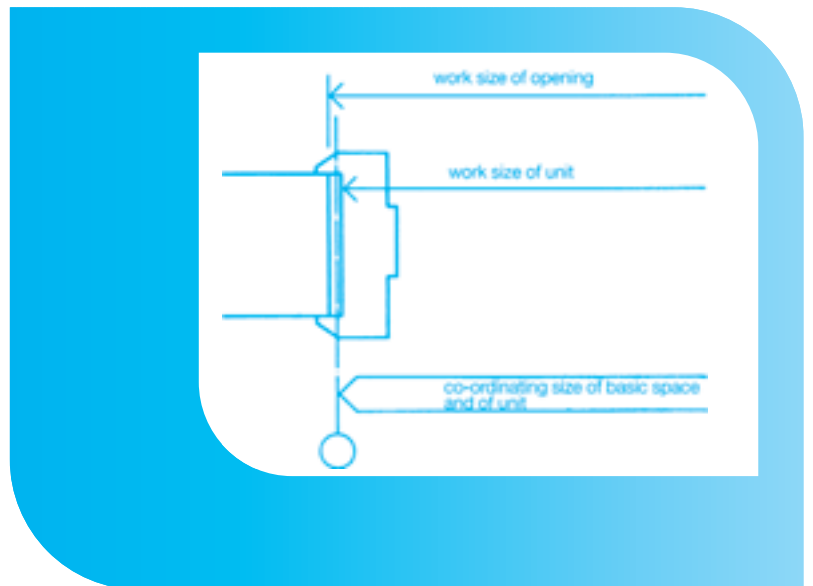 work size of opening
work size of unit
co-ordinating size of basic space
and of unit